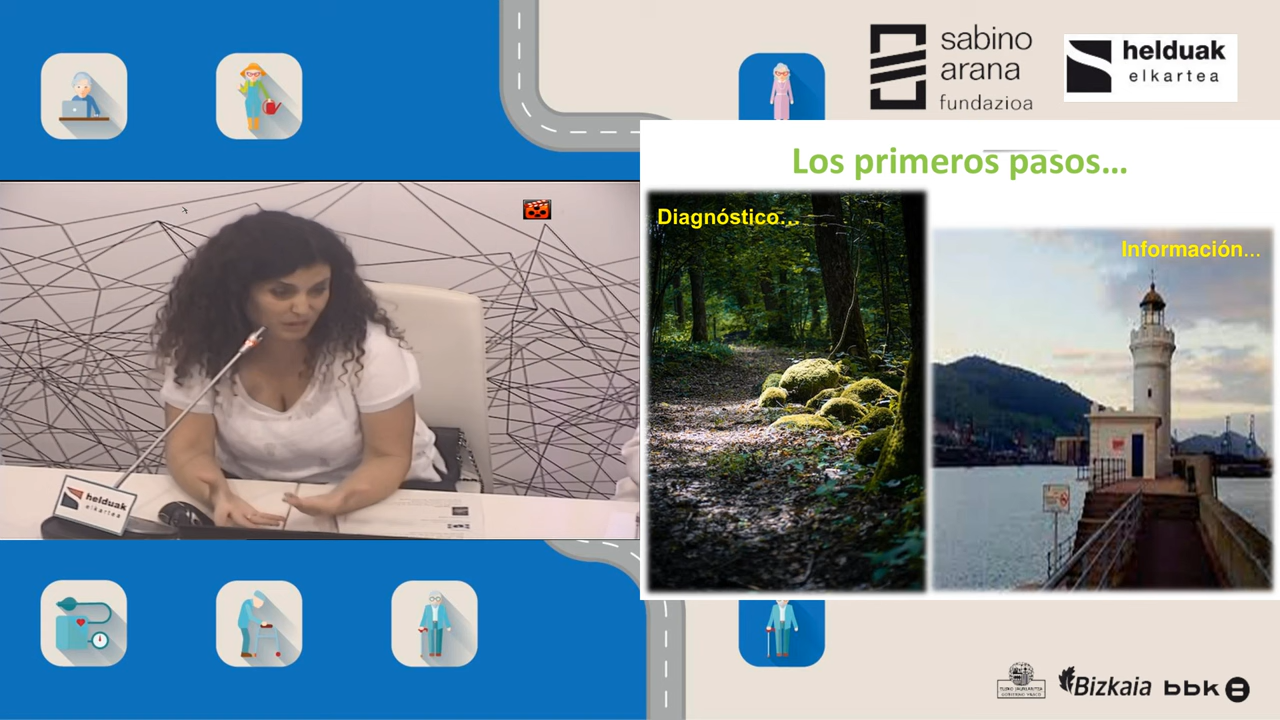 sabino
arana
fundazioa
helduak
elkartea
Los primeros pasos...
Diagnóstico...
Información...
helduak
elkartea
Bizkaia bbk